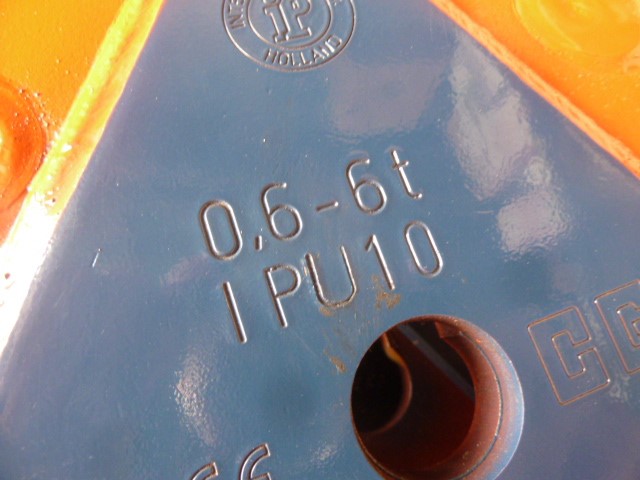 IP
HOLLAND
0,6-6t
IPU10
CE